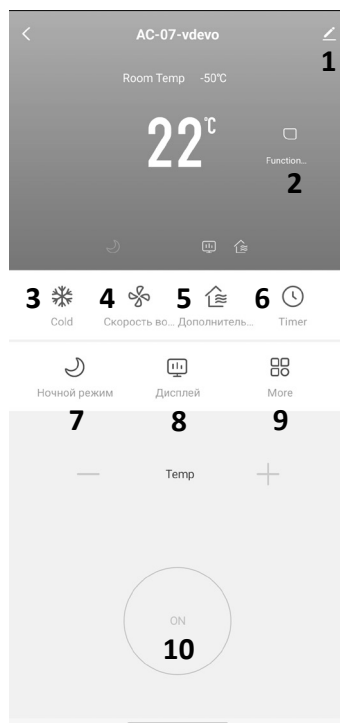 AC-07-vdevo
1
Room Temp -50℃
22℃
Function...
2
3 4 5 6
Cold Скорость во... Дополнитель... Timer
Ночной режим Дисплей More
7 8 9
Temp
ON
10